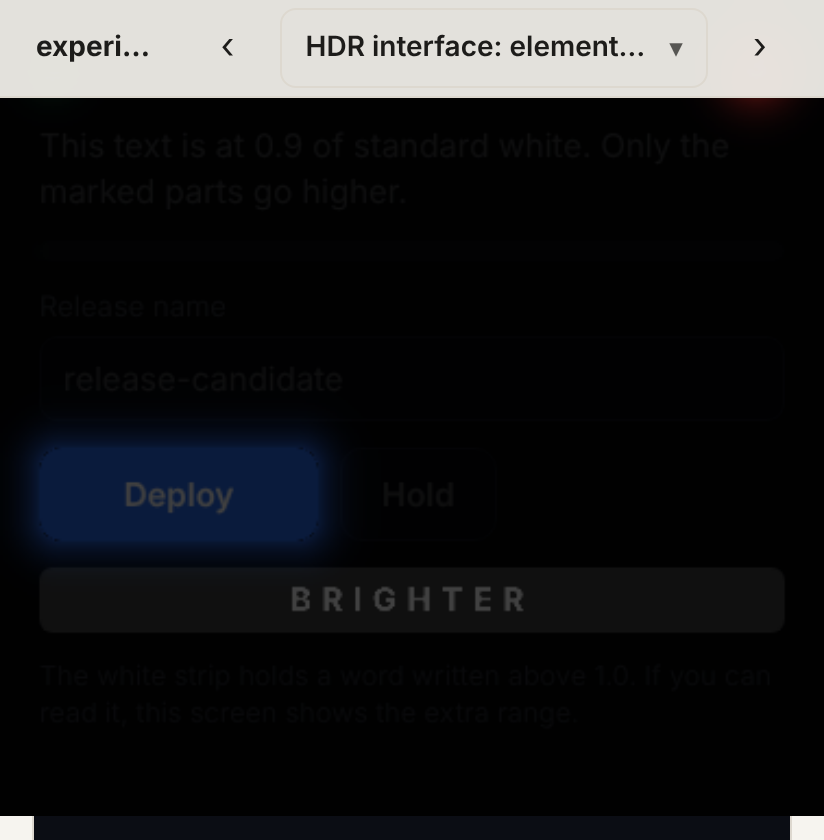 experi...
‹ HDR interface: element... ▾ ›
This text is at 0.9 of standard white. Only the
marked parts go higher.
Release name
release-candidate
Deploy
Hold
BRIGHTER
The white strip holds a word written above 1.0. If you can
read it, this screen shows the extra range.